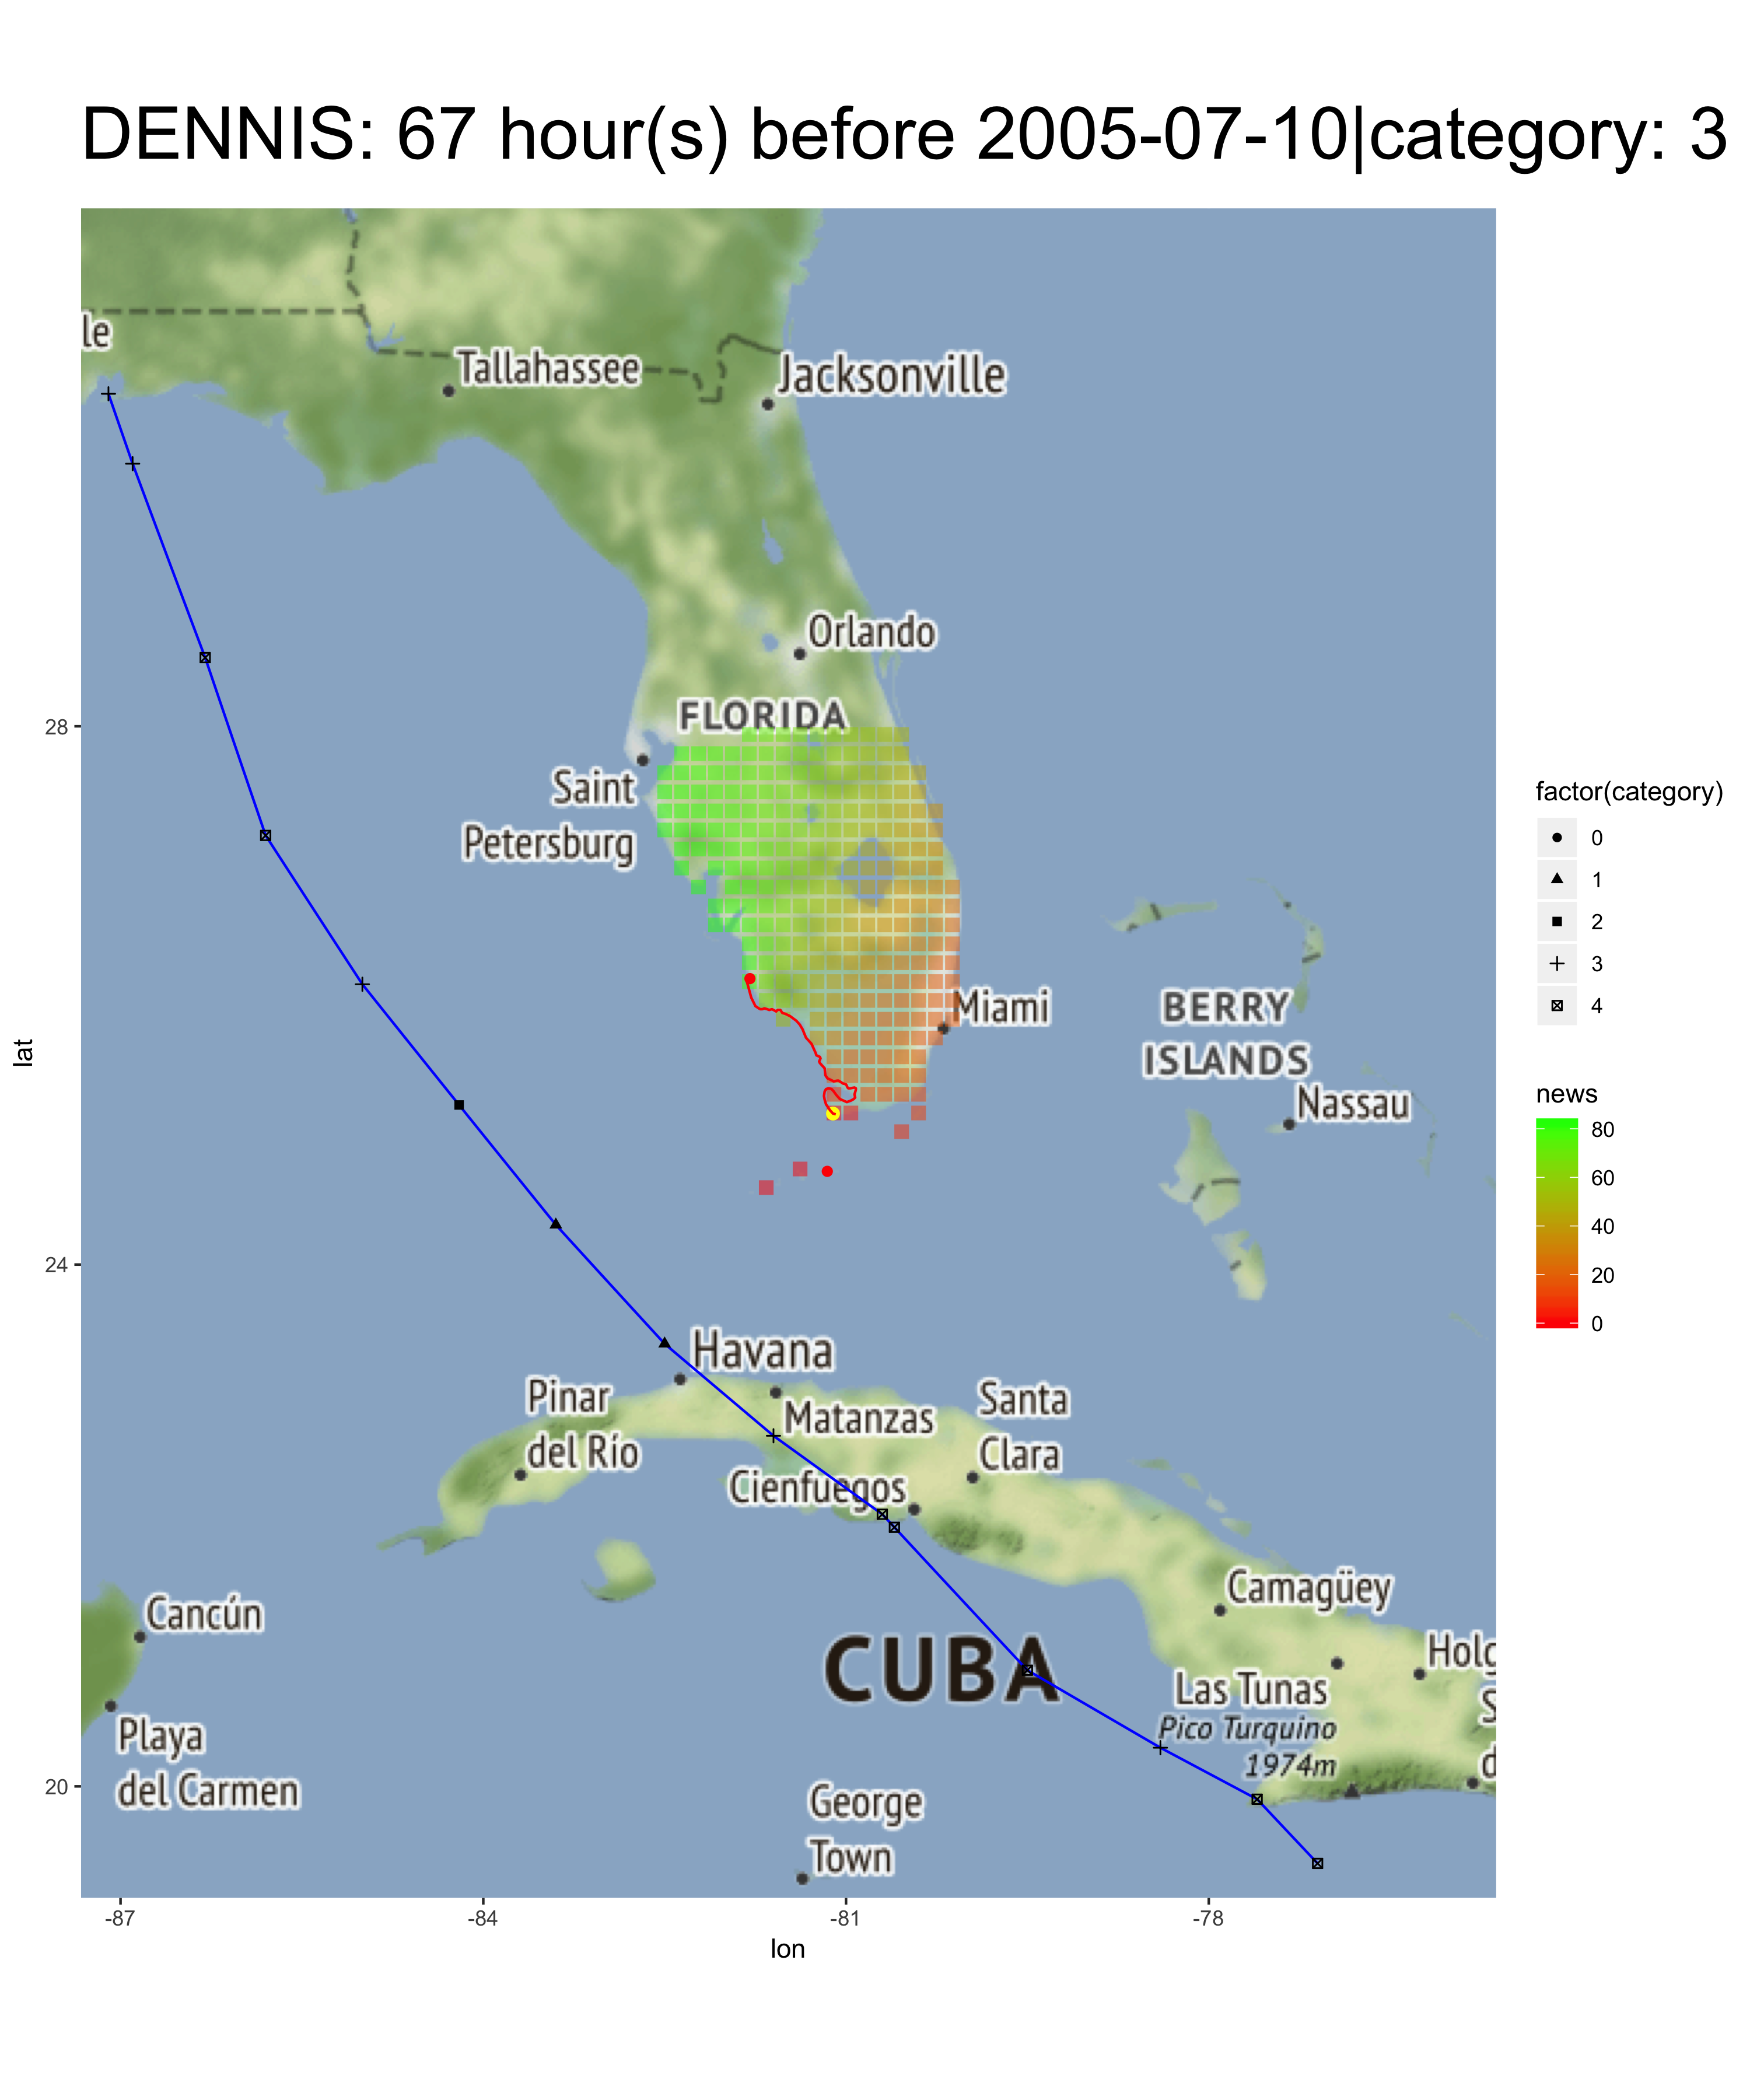 DENNIS: 67 hour(s) before 2005-07-10|category: 3
le
Tallahassee
Jacksonville
Orlando
FLORIDA
28
Saint
Petersburg
Miami
BERRY
ISLANDS
Nassau
24
Havana
Pinar
del Río
Matanzas
Santa
Clara
Cienfuegos
Camagüey
Cancún
CUBA
Holg
Las Tunas
S
Pico Turquino
1974m
d
Playa
del Carmen
20
George
Town
-87
-84
-81
-78
lon
lat
factor(category)
0
1
2
3
4
news
80
60
40
20
0